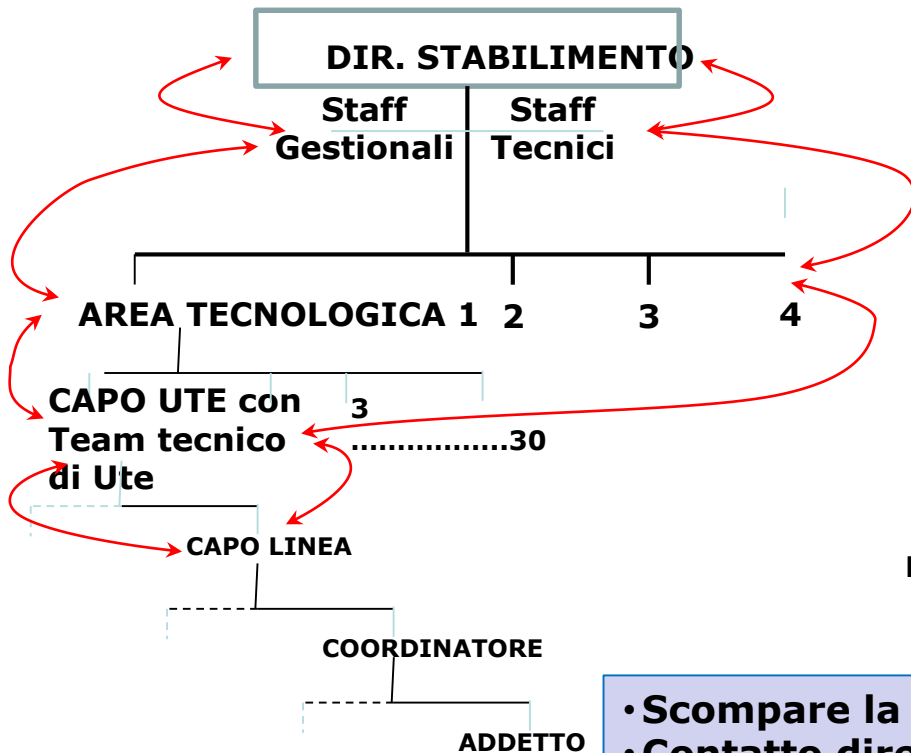 DIR. STABILIMENTO
Staff Gestionali
Staff Tecnici
AREA TECNOLOGICA 1 2 3 4
CAPO UTE con
Team tecnico
di Ute
3
.................30
CAPO LINEA
COORDINATORE
ADDETTO
•Scompare la